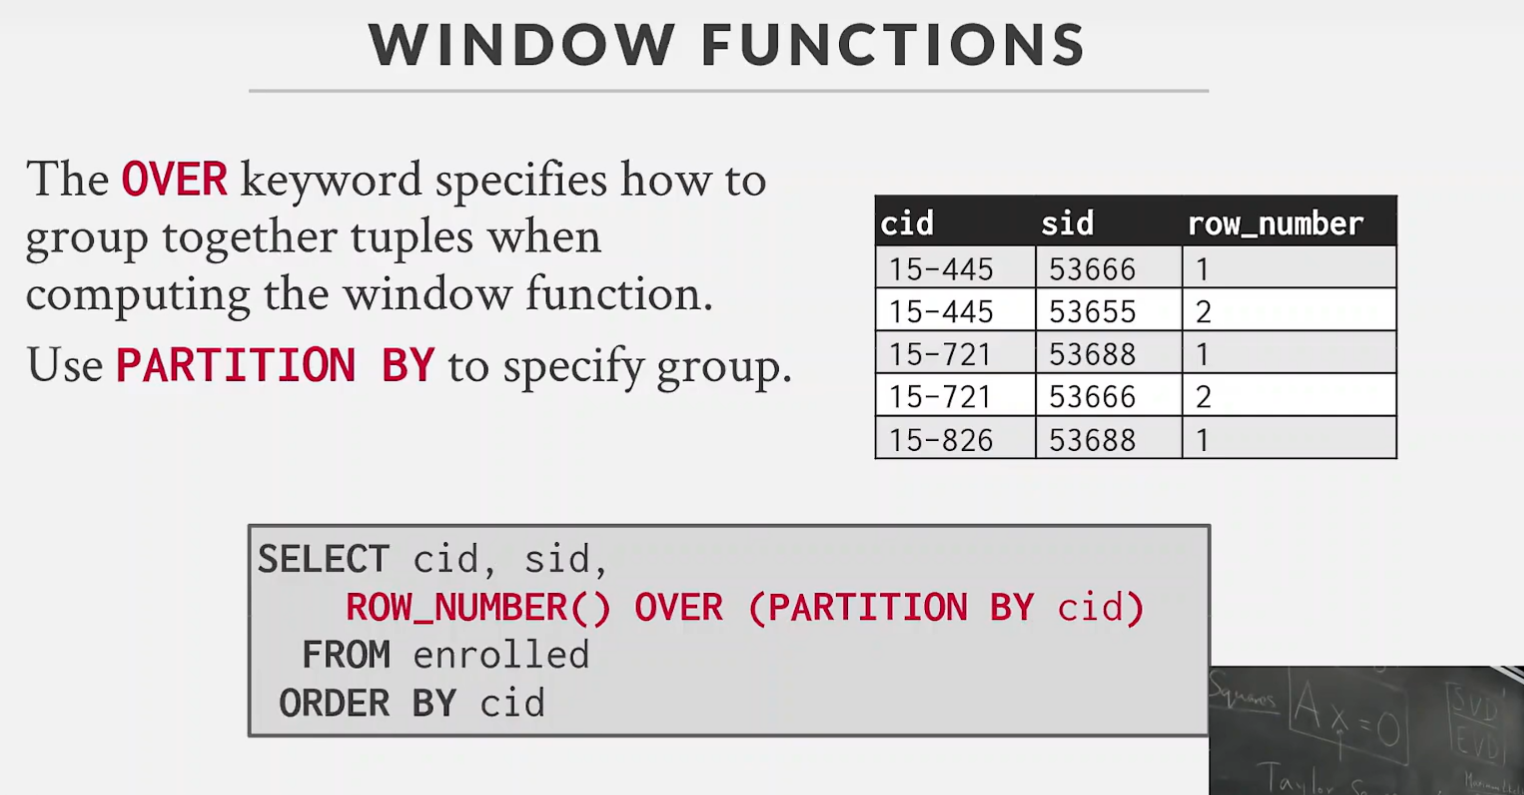 WINDOW FUNCTIONS
The OVER keyword specifies how to
group together tuples when
computing the window function.
Use PARTITION BY to specify group.
cid sid row_number
15-445 53666 1
15-445 53655 2
15-721 53688 1
15-721 53666 2
15-826 53688 1
SELECT cid, sid,
ROW_NUMBER() OVER (PARTITION BY cid)
FROM enrolled
ORDER BY cid
Squares Ax=0 SVD
EVD
Taylor